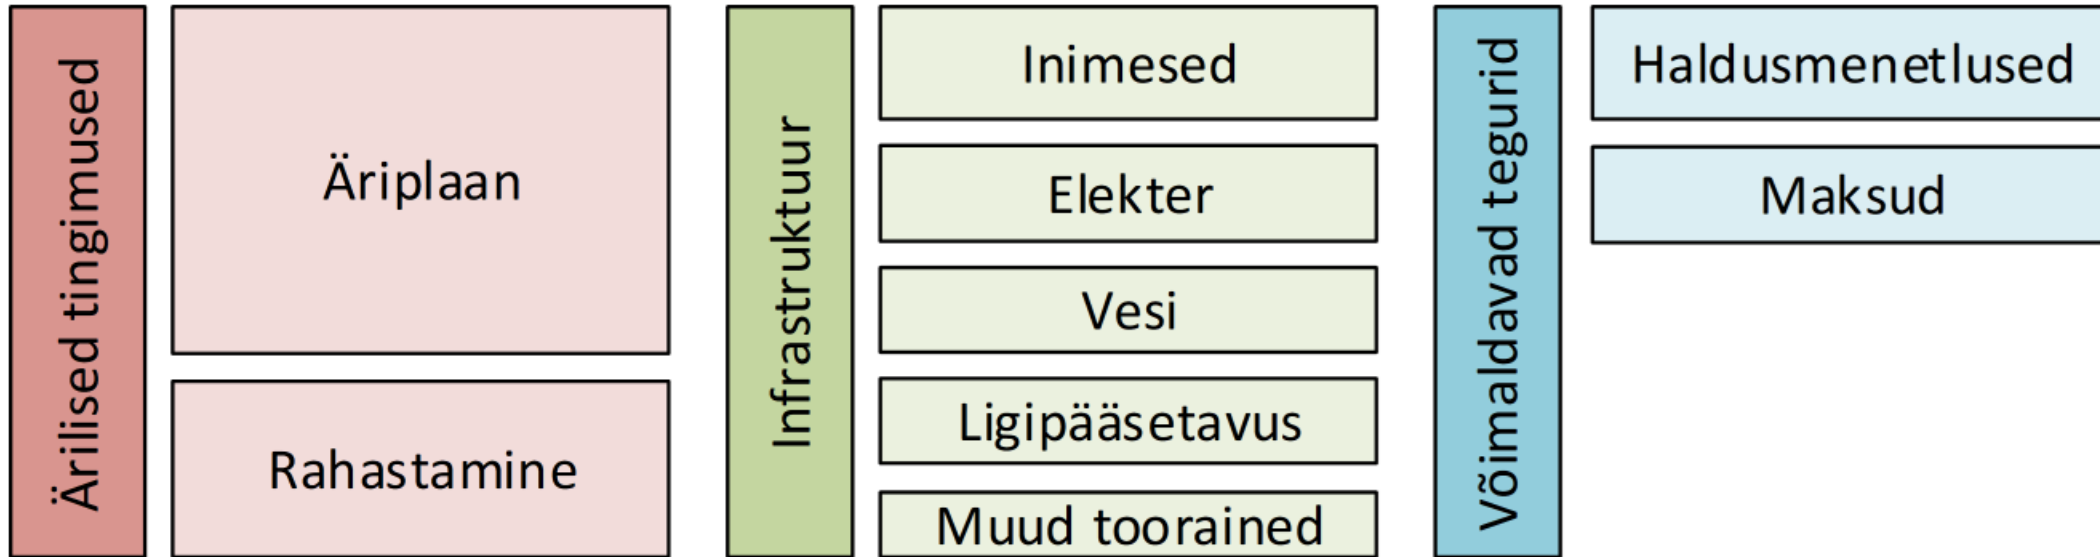 Ärilised tingimused
Äriplaan
Rahastamine
Infrastruktuur
Inimesed
Elekter
Vesi
Ligipääsetavus
Muud toorained
Võimaldavad tegurid
Haldusmenetlused
Maksud